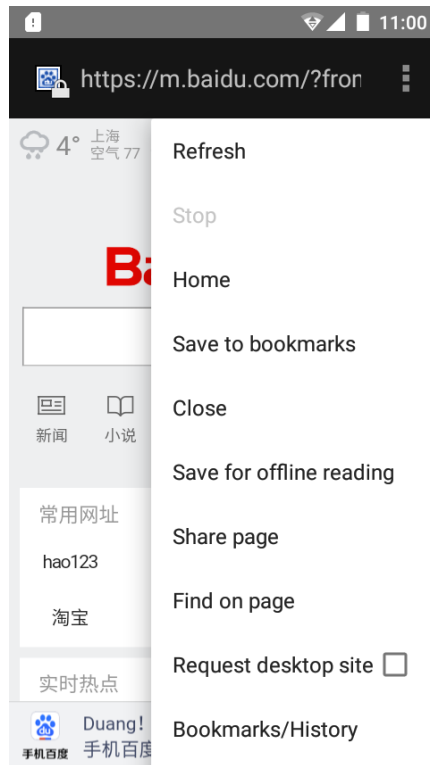 11:00
https://m.baidu.com/?fron
4° 上海
空气 77
Refresh
Stop
Ba
Home
Save to bookmarks
新闻 小说
Close
Save for offline reading
常用网址
Share page
hao123
Find on page
淘宝
Request desktop site
实时热点
Bookmarks/History
du
手机百度
Duang!
手机百度